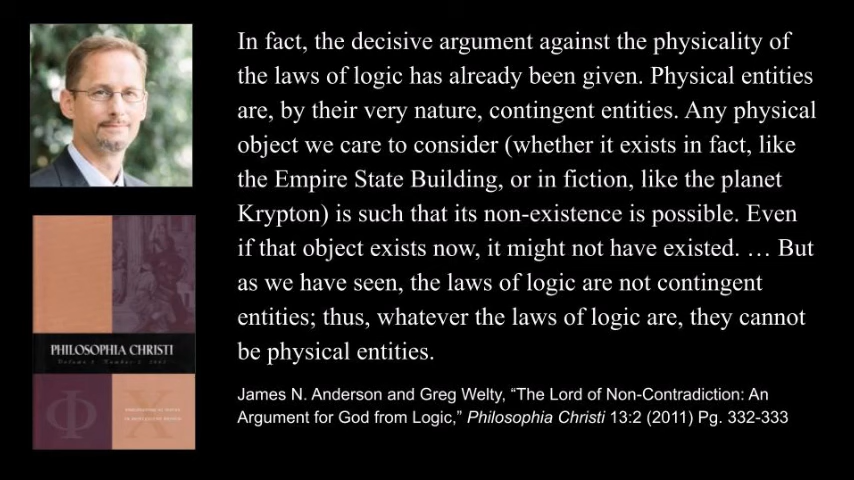 In fact, the decisive argument against the physicality of
the laws of logic has already been given. Physical entities
are, by their very nature, contingent entities. Any physical
object we care to consider (whether it exists in fact, like
the Empire State Building, or in fiction, like the planet
Krypton) is such that its non-existence is possible. Even
if that object exists now, it might not have existed. … But
as we have seen, the laws of logic are not contingent
entities; thus, whatever the laws of logic are, they cannot
be physical entities.
James N. Anderson and Greg Welty, “The Lord of Non-Contradiction: An
Argument for God from Logic,” Philosophia Christi 13:2 (2011) Pg. 332-333
PHILOSOPHIA CHRISTI
Φ X